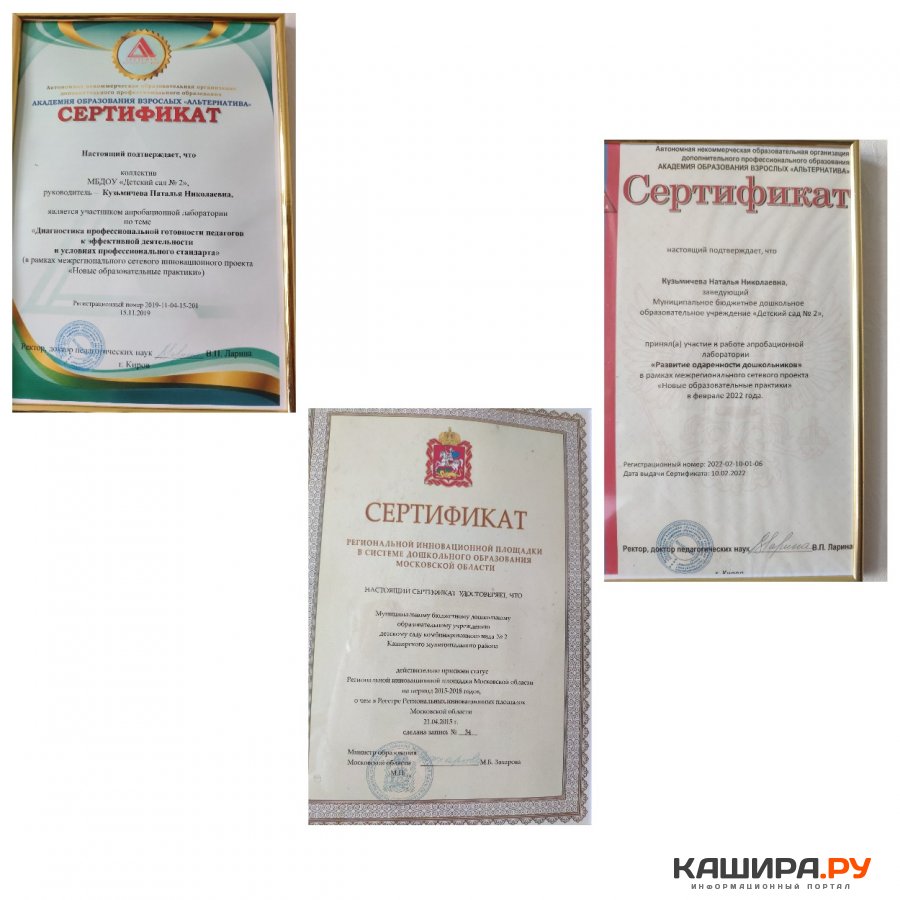 Автономная некоммерческая образовательная организация
дополнительного профессионального образования
АКАДЕМИЯ ОБРАЗОВАНИЯ ВЗРОСЛЫХ «АЛЬТЕРНАТИВА»
СЕРТИФИКАТ
Настоящий подтверждает, что
коллектив
МБДОУ «Детский сад № 2»,
руководитель – Кузьмичева Наталья Николаевна,
является участником апробационной лаборатории
по теме
«Диагностика профессиональной готовности педагогов
к эффективной деятельности
в условиях профессионального стандарта»
(в рамках межрегионального сетевого инновационного проекта
«Новые образовательные практики»)
Регистрационный номер 2019-11-04-15-201
15.11.2019
Ректор, доктор педагогических наук В.П. Ларина
г. Киров
Автономная некоммерческая образовательная организация
дополнительного профессионального образования
АКАДЕМИЯ ОБРАЗОВАНИЯ ВЗРОСЛЫХ «АЛЬТЕРНАТИВА»
Сертификат
настоящий подтверждает, что
Кузьмичева Наталья Николаевна,
заведующий
Муниципальное бюджетное дошкольное
образовательное учреждение «Детский сад № 2»,
принял(а) участие в работе апробационной
лаборатории
«Развитие одаренности дошкольников»
в рамках межрегионального сетевого проекта
«Новые образовательные практики»
в феврале 2022 года.
Регистрационный номер: 2022-02-10-01-06
Дата выдачи Сертификата: 10.02.2022
Ректор, доктор педагогических наук В.П. Ларина
г. Киров
СЕРТИФИКАТ
РЕГИОНАЛЬНОЙ ИННОВАЦИОННОЙ ПЛОЩАДКИ
В СИСТЕМЕ ДОШКОЛЬНОГО ОБРАЗОВАНИЯ
МОСКОВСКОЙ ОБЛАСТИ
НАСТОЯЩИЙ СЕРТИФИКАТ УДОСТОВЕРЯЕТ, ЧТО
Муниципальному бюджетному дошкольному
образовательному учреждению
детскому саду комбинированного вида № 2
Каширского муниципального района
действительно присвоен статус
Региональной инновационной площадки Московской области
на период 2015-2018 годов,
о чем в Реестре Региональных инновационных площадок
Московской области
21.04.2015 г.
сделана запись № 34
Министр образования
Московской области М.Б. Захарова
М.П.
КАШИРА.РУ
ИНФОРМАЦИОННЫЙ ПОРТАЛ